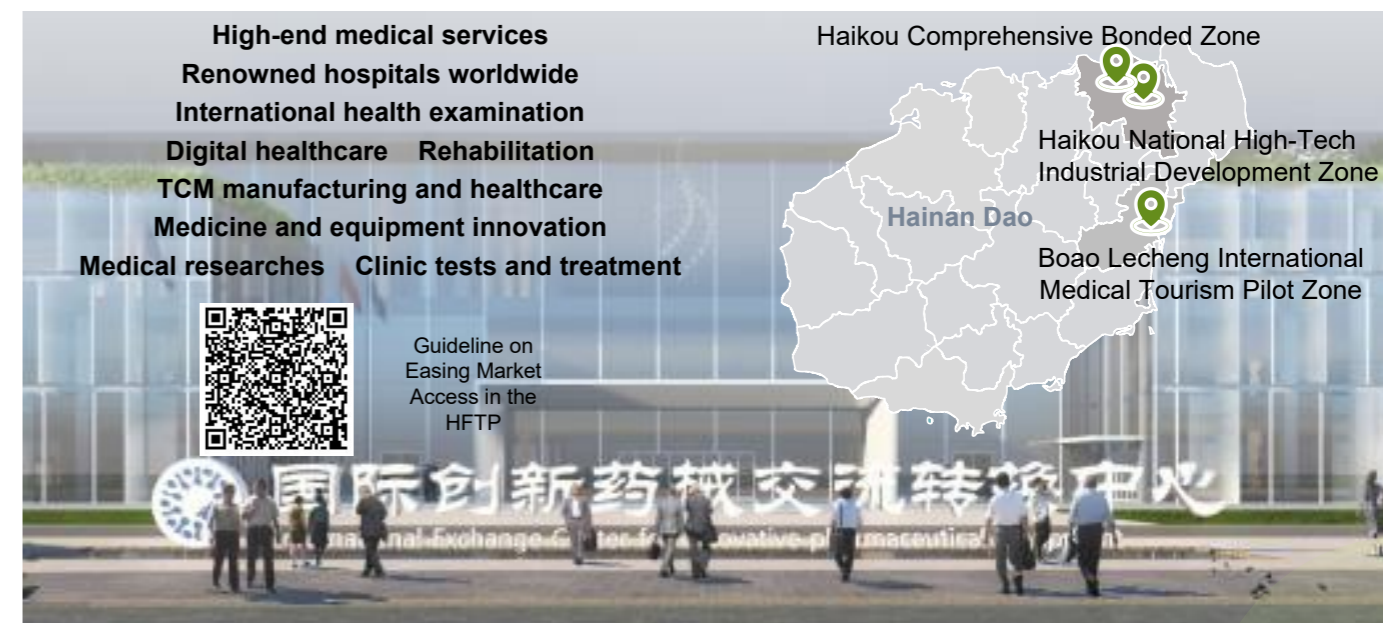 High-end medical services
Renowned hospitals worldwide
International health examination
Digital healthcare Rehabilitation
TCM manufacturing and healthcare
Medicine and equipment innovation
Medical researches Clinic tests and treatment
Guideline on
Easing Market
Access in the
HFTP
Haikou Comprehensive Bonded Zone
Haikou National High-Tech
Industrial Development Zone
Hainan Dao
Boao Lecheng International
Medical Tourism Pilot Zone
国际创新药械交流转换中心